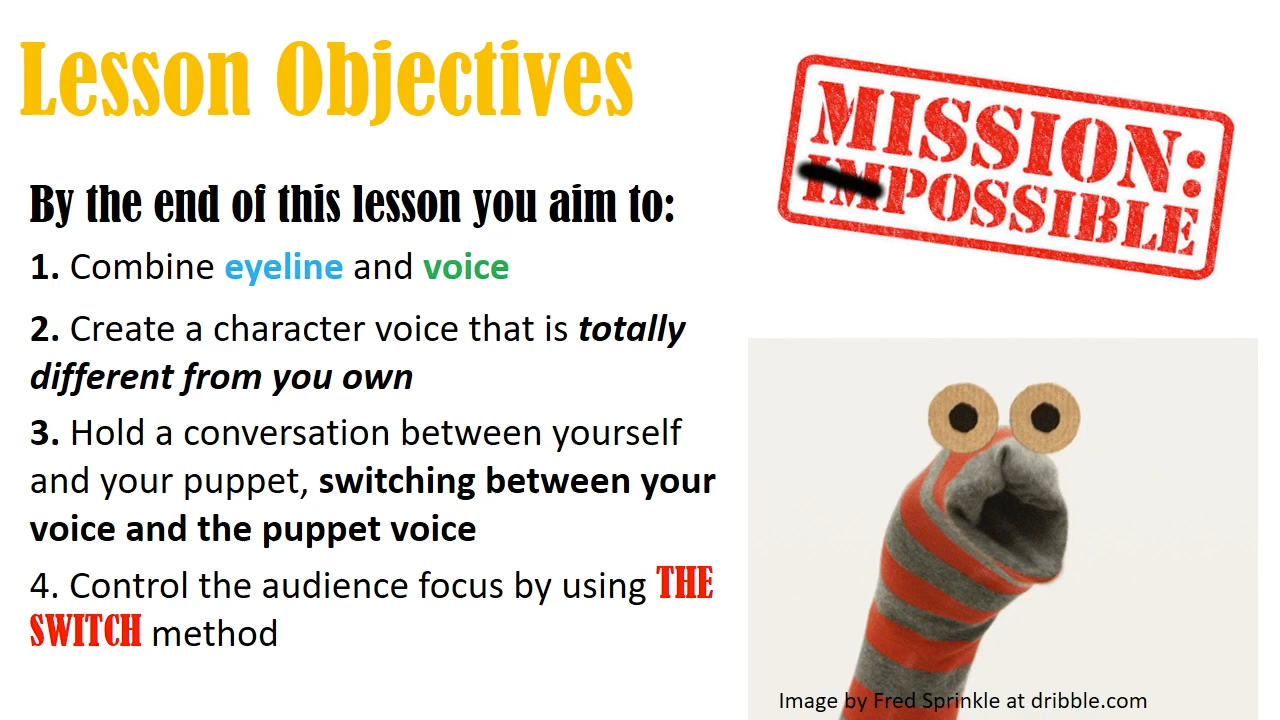 Lesson Objectives
MISSION:
IMPOSSIBLE
By the end of this lesson you aim to:
1. Combine eyeline and voice
2. Create a character voice that is totally
different from you own
3. Hold a conversation between yourself
and your puppet, switching between your
voice and the puppet voice
4. Control the audience focus by using THE
SWITCH method
Image by Fred Sprinkle at dribble.com